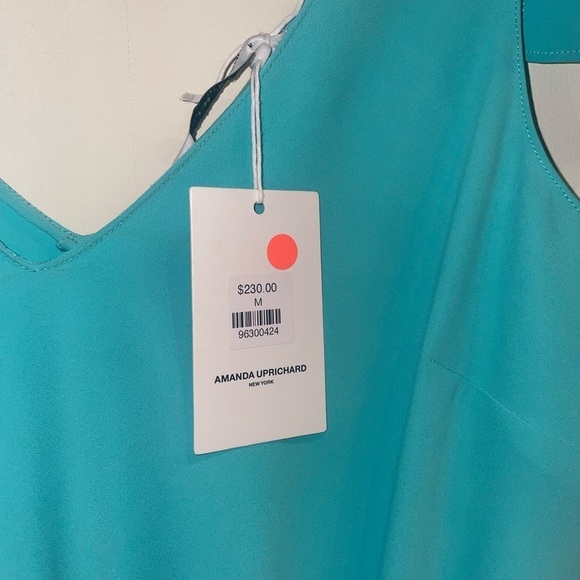 $230.00
M
96300424
AMANDA UPRICHARD
NEW YORK